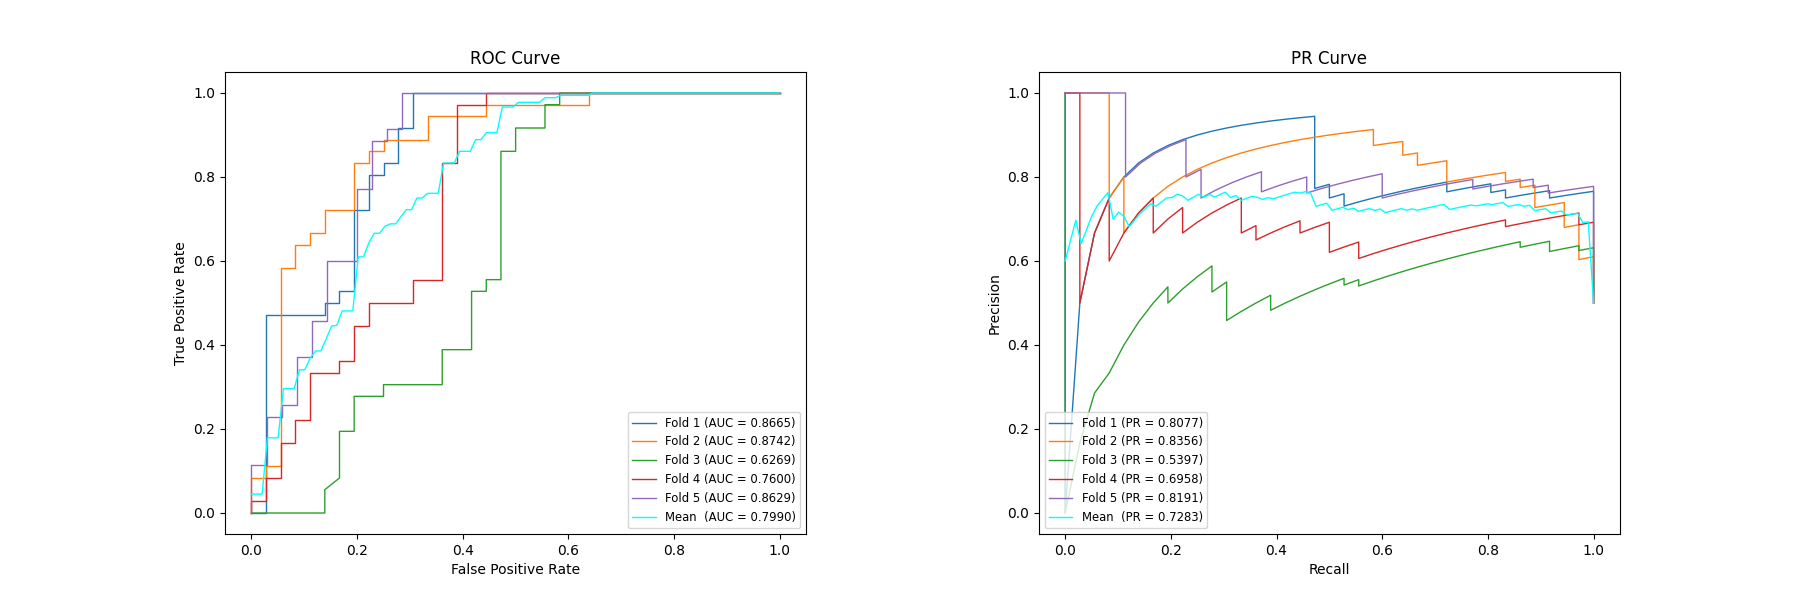 ROC Curve
1.0
0.8
0.6
0.4
0.2
0.0
True Positive Rate
Fold 1 (AUC = 0.8665)
Fold 2 (AUC = 0.8742)
Fold 3 (AUC = 0.6269)
Fold 4 (AUC = 0.7600)
Fold 5 (AUC = 0.8629)
Mean  (AUC = 0.7990)
0.0 0.2 0.4 0.6 0.8 1.0
False Positive Rate
PR Curve
1.0
0.8
0.6
0.4
0.2
0.0
Precision
Fold 1 (PR = 0.8077)
Fold 2 (PR = 0.8356)
Fold 3 (PR = 0.5397)
Fold 4 (PR = 0.6958)
Fold 5 (PR = 0.8191)
Mean  (PR = 0.7283)
0.0 0.2 0.4 0.6 0.8 1.0
Recall